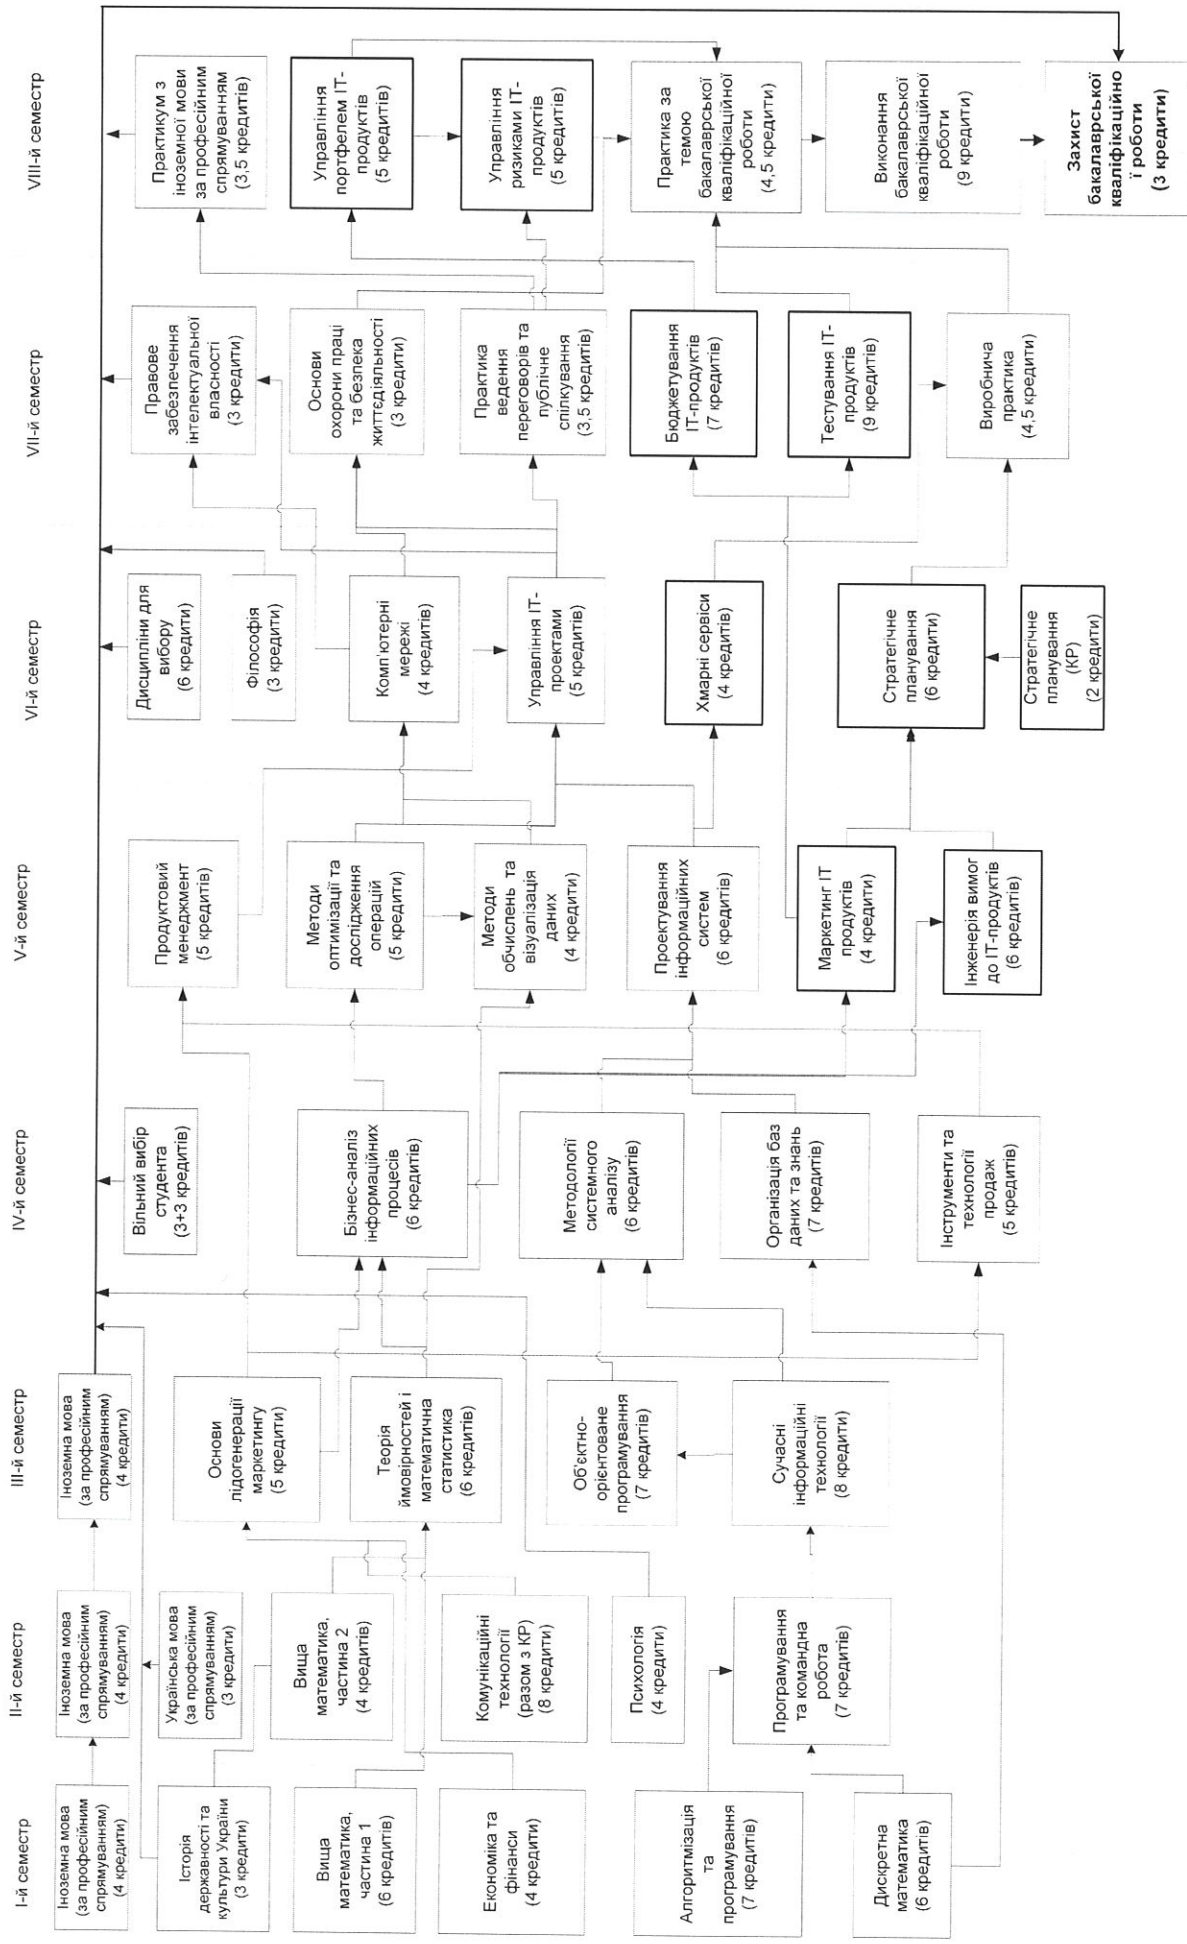 І-й семестр
Іноземна мова
(за професійним
спрямуванням)
(4 кредити)
Історія
державності та
культури України
(3 кредити)
Вища
математика,
частина 1
(6 кредитів)
Економіка та
фінанси
(4 кредити)
Алгоритмізація
та
програмування
(7 кредитів)
Дискретна
математика
(6 кредитів)
ІІ-й семестр
Іноземна мова
(за професійним
спрямуванням)
(4 кредити)
Українська мова
(за професійним
спрямуванням)
(3 кредити)
Вища
математика,
частина 2
(4 кредитів)
Комунікаційні
технології
(разом з КР)
(8 кредитів)
Психологія
(4 кредити)
Програмування
та командна
робота
(7 кредитів)
ІІІ-й семестр
Іноземна мова
(за професійним
спрямуванням)
(4 кредити)
Основи
лідогенерації
маркетингу
(5 кредити)
Теорія
ймовірностей і
математична
статистика
(6 кредитів)
Об'єктно-
орієнтоване
програмування
(7 кредитів)
Сучасні
інформаційні
технології
(8 кредити)
IV-й семестр
Вільний вибір
студента
(3+3 кредитів)
Бізнес-аналіз
інформаційних
процесів
(6 кредитів)
Методології
системного
аналізу
(6 кредитів)
Організація баз
даних та знань
(7 кредитів)
Інструменти та
технології
продаж
(5 кредитів)
V-й семестр
Продуктовий
менеджмент
(5 кредитів)
Методи
оптимізації та
дослідження
операцій
(5 кредити)
Методи
обчислень та
візуалізація
даних
(4 кредити)
Проектування
інформаційних
систем
(6 кредитів)
Маркетинг ІТ
продуктів
(4 кредити)
Інженерія вимог
до ІТ-продуктів
(6 кредитів)
VI-й семестр
Дисципліни для
вибору
(6 кредити)
Філософія
(3 кредити)
Комп'ютерні
мережі
(4 кредитів)
Управління ІТ-
проектами
(5 кредитів)
Хмарні сервіси
(4 кредитів)
Стратегічне
планування
(6 кредити)
Стратегічне
планування
(КР)
(2 кредити)
VII-й семестр
Правове
забезпечення
інтелектуальної
власності
(3 кредити)
Основи
охорони праці
та безпека
життєдіяльності
(3 кредити)
Практика
ведення
переговорів та
публічне
спілкування
(3,5 кредитів)
Бюджетування
ІТ-продуктів
(7 кредити)
Тестування ІТ-
продуктів
(9 кредитів)
Виробнича
практика
(4,5 кредити)
VIII-й семестр
Практикум з
іноземної мови
за професійним
спрямуванням
(3,5 кредитів)
Управління
портфелем ІТ-
продуктів
(5 кредитів)
Управління
ризиками ІТ-
продуктів
(5 кредитів)
Практика за
темою
бакалаврської
кваліфікаційної
роботи
(4,5 кредити)
Виконання
бакалаврської
кваліфікаційної
роботи
(9 кредити)
Захист
бакалаврської
кваліфікаційно
ї роботи
(3 кредити)